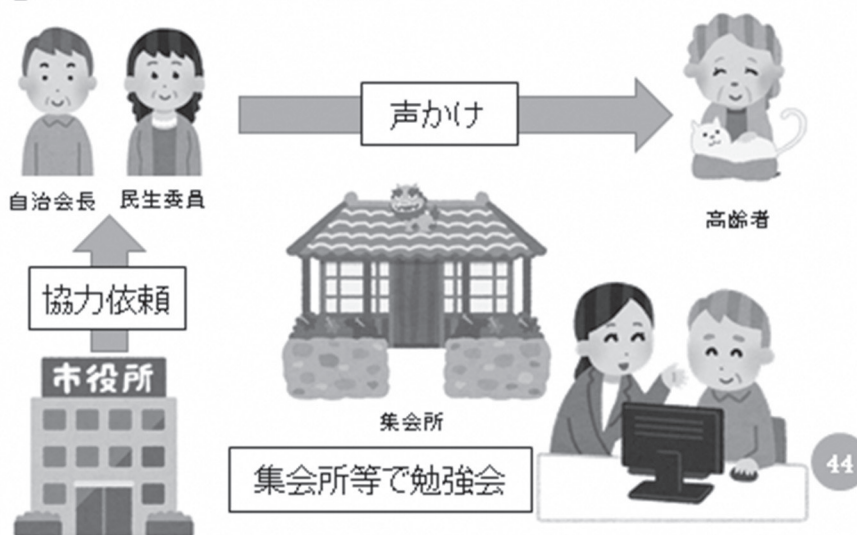 声かけ
自治会長 民生委員
高齢者
協力依頼
市役所
集会所
集会所等で勉強会
44